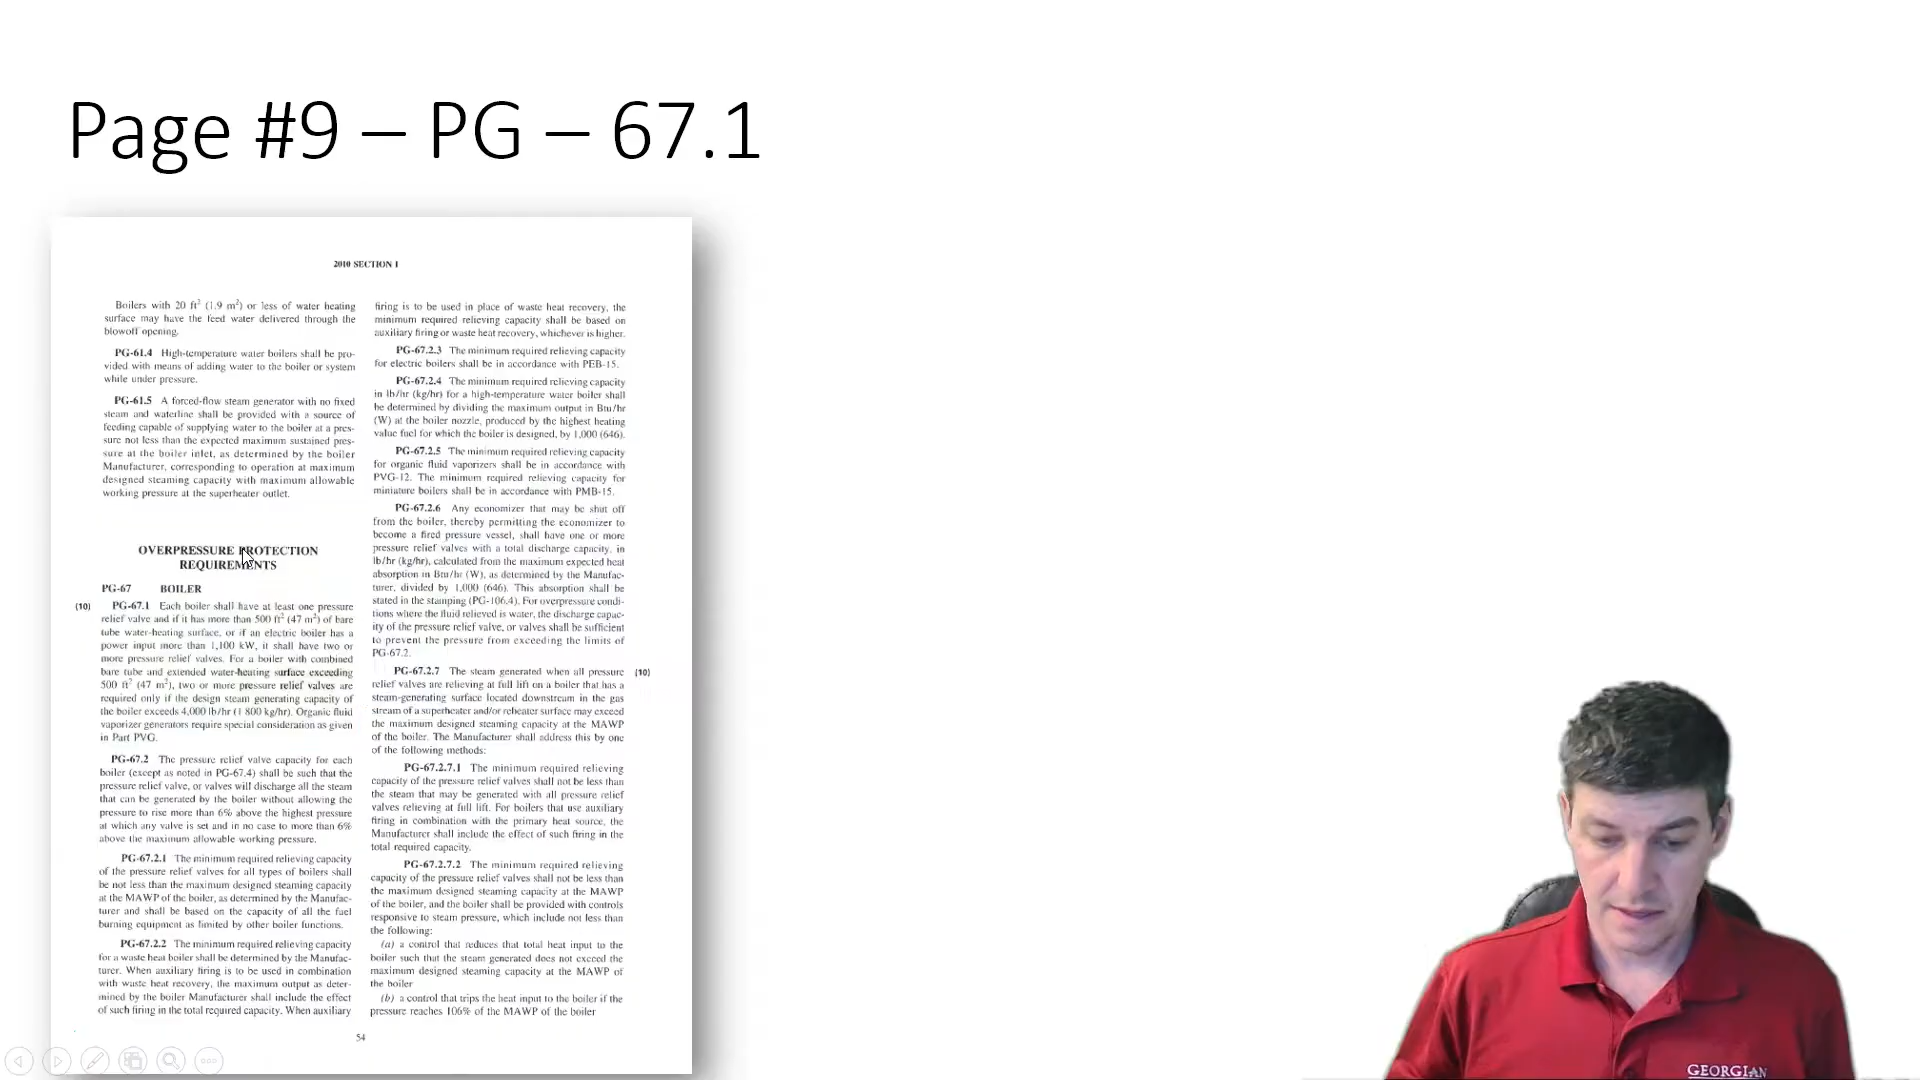 Page #9 – PG – 67.1
2010 SECTION I
Boilers with 20 ft² (1.9 m²) or less of water heating
surface may have the feed water delivered through the
blowoff opening.
PG-61.4 High-temperature water boilers shall be pro-
vided with means of adding water to the boiler or system
while under pressure.
PG-61.5 A forced-flow steam generator with no fixed
steam and waterline shall be provided with a source of
feeding capable of supplying water to the boiler at a pres-
sure not less than the expected maximum sustained pres-
sure at the boiler inlet, as determined by the boiler
Manufacturer, corresponding to operation at maximum
designed steaming capacity with maximum allowable
working pressure at the superheater outlet.
OVERPRESSURE PROTECTION
REQUIREMENTS
PG-67 BOILER
(10) PG-67.1 Each boiler shall have at least one pressure
relief valve and if it has more than 500 ft² (47 m²) of bare
tube water-heating surface, or if an electric boiler has a
power input more than 1,100 kW, it shall have two or
more pressure relief valves. For a boiler with combined
bare tube and extended water-heating surface exceeding
500 ft² (47 m²), two or more pressure relief valves are
required only if the design steam generating capacity of
the boiler exceeds 4,000 lb/hr (1 800 kg/hr). Organic fluid
vaporizer generators require special consideration as given
in Part PVG.
PG-67.2 The pressure relief valve capacity for each
boiler (except as noted in PG-67.4) shall be such that the
pressure relief valve, or valves will discharge all the steam
that can be generated by the boiler without allowing the
pressure to rise more than 6% above the highest pressure
at which any valve is set and in no case to more than 6%
above the maximum allowable working pressure.
PG-67.2.1 The minimum required relieving capacity
of the pressure relief valves for all types of boilers shall
be not less than the maximum designed steaming capacity
at the MAWP of the boiler, as determined by the Manufac-
turer and shall be based on the capacity of all the fuel
burning equipment as limited by other boiler functions.
PG-67.2.2 The minimum required relieving capacity
for a waste heat boiler shall be determined by the Manufac-
turer. When auxiliary firing is to be used in combination
with waste heat recovery, the maximum output as deter-
mined by the boiler Manufacturer shall include the effect
of such firing in the total required capacity. When auxiliary
firing is to be used in place of waste heat recovery, the
minimum required relieving capacity shall be based on
auxiliary firing or waste heat recovery, whichever is higher.
PG-67.2.3 The minimum required relieving capacity
for electric boilers shall be in accordance with PEB-15.
PG-67.2.4 The minimum required relieving capacity
in lb/hr (kg/hr) for a high-temperature water boiler shall
be determined by dividing the maximum output in Btu/hr
(W) at the boiler nozzle, produced by the highest heating
value fuel for which the boiler is designed, by 1,000 (646).
PG-67.2.5 The minimum required relieving capacity
for organic fluid vaporizers shall be in accordance with
PVG-12. The minimum required relieving capacity for
miniature boilers shall be in accordance with PMB-15.
PG-67.2.6 Any economizer that may be shut off
from the boiler, thereby permitting the economizer to
become a fired pressure vessel, shall have one or more
pressure relief valves with a total discharge capacity, in
lb/hr (kg/hr), calculated from the maximum expected heat
absorption in Btu/hr (W), as determined by the Manufac-
turer, divided by 1,000 (646). This absorption shall be
stated in the stamping (PG-106.4). For overpressure condi-
tions where the fluid relieved is water, the discharge capac-
ity of the pressure relief valve, or valves shall be sufficient
to prevent the pressure from exceeding the limits of
PG-67.2.
PG-67.2.7 The steam generated when all pressure (10)
relief valves are relieving at full lift on a boiler that has a
steam-generating surface located downstream in the gas
stream of a superheater and/or reheater surface may exceed
the maximum designed steaming capacity at the MAWP
of the boiler. The Manufacturer shall address this by one
of the following methods:
PG-67.2.7.1 The minimum required relieving
capacity of the pressure relief valves shall not be less than
the steam that may be generated with all pressure relief
valves relieving at full lift. For boilers that use auxiliary
firing in combination with the primary heat source, the
Manufacturer shall include the effect of such firing in the
total required capacity.
PG-67.2.7.2 The minimum required relieving
capacity of the pressure relief valves shall not be less than
the maximum designed steaming capacity at the MAWP
of the boiler, and the boiler shall be provided with controls
responsive to steam pressure, which include not less than
the following:
(a) a control that reduces that total heat input to the
boiler such that the steam generated does not exceed the
maximum designed steaming capacity at the MAWP of
the boiler
(b) a control that trips the heat input to the boiler if the
pressure reaches 106% of the MAWP of the boiler
54
GEORGIAN